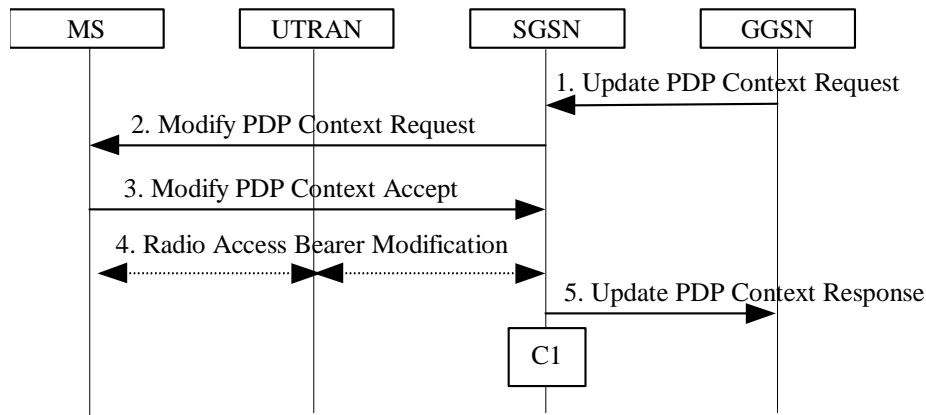 MS
UTRAN
SGSN
GGSN
1. Update PDP Context Request
2. Modify PDP Context Request
3. Modify PDP Context Accept
4. Radio Access Bearer Modification
5. Update PDP Context Response
C1